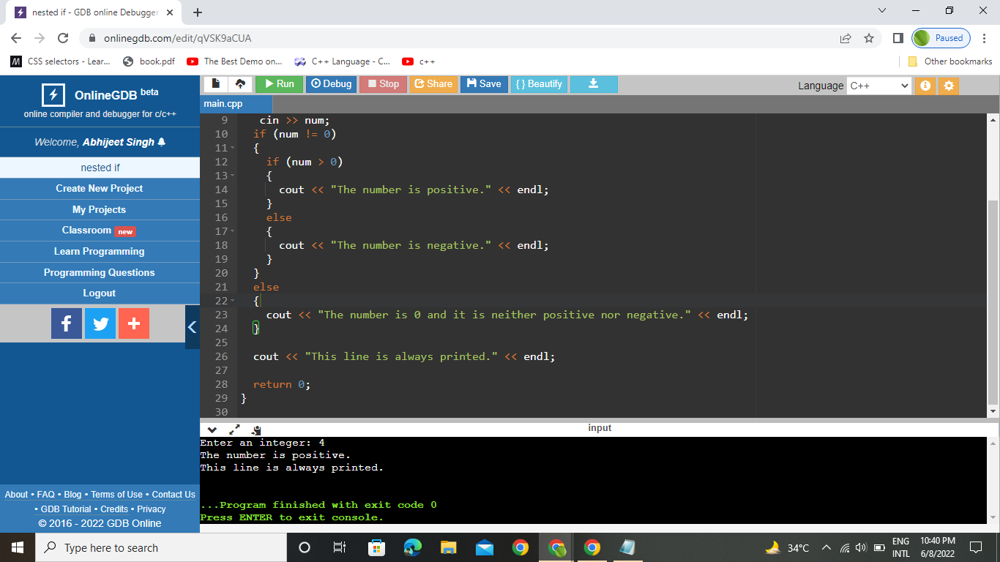 nested if - GDB online Debugger
onlinegdb.com/edit/qVSK9aCUA
Paused
CSS selectors - Lear... book.pdf The Best Demo on... C++ Language - C... c++ Other bookmarks
OnlineGDB beta
online compiler and debugger for c/c++
Welcome, Abhijeet Singh
nested if
Create New Project
My Projects
Classroom new
Learn Programming
Programming Questions
Logout
About • FAQ • Blog • Terms of Use • Contact Us
• GDB Tutorial • Credits • Privacy
© 2016 - 2022 GDB Online
Run Debug Stop Share Save { } Beautify Language C++
main.cpp
9 cin >> num;
10 if (num != 0)
11 {
12 if (num > 0)
13 {
14 cout << "The number is positive." << endl;
15 }
16 else
17 {
18 cout << "The number is negative." << endl;
19 }
20 }
21 else
22 {
23 cout << "The number is 0 and it is neither positive nor negative." << endl;
24 }
25
26 cout << "This line is always printed." << endl;
27
28 return 0;
29 }
30
input
Enter an integer: 4
The number is positive.
This line is always printed.
...Program finished with exit code 0
Press ENTER to exit console.
Type here to search
34°C
ENG
INTL
10:40 PM
6/8/2022